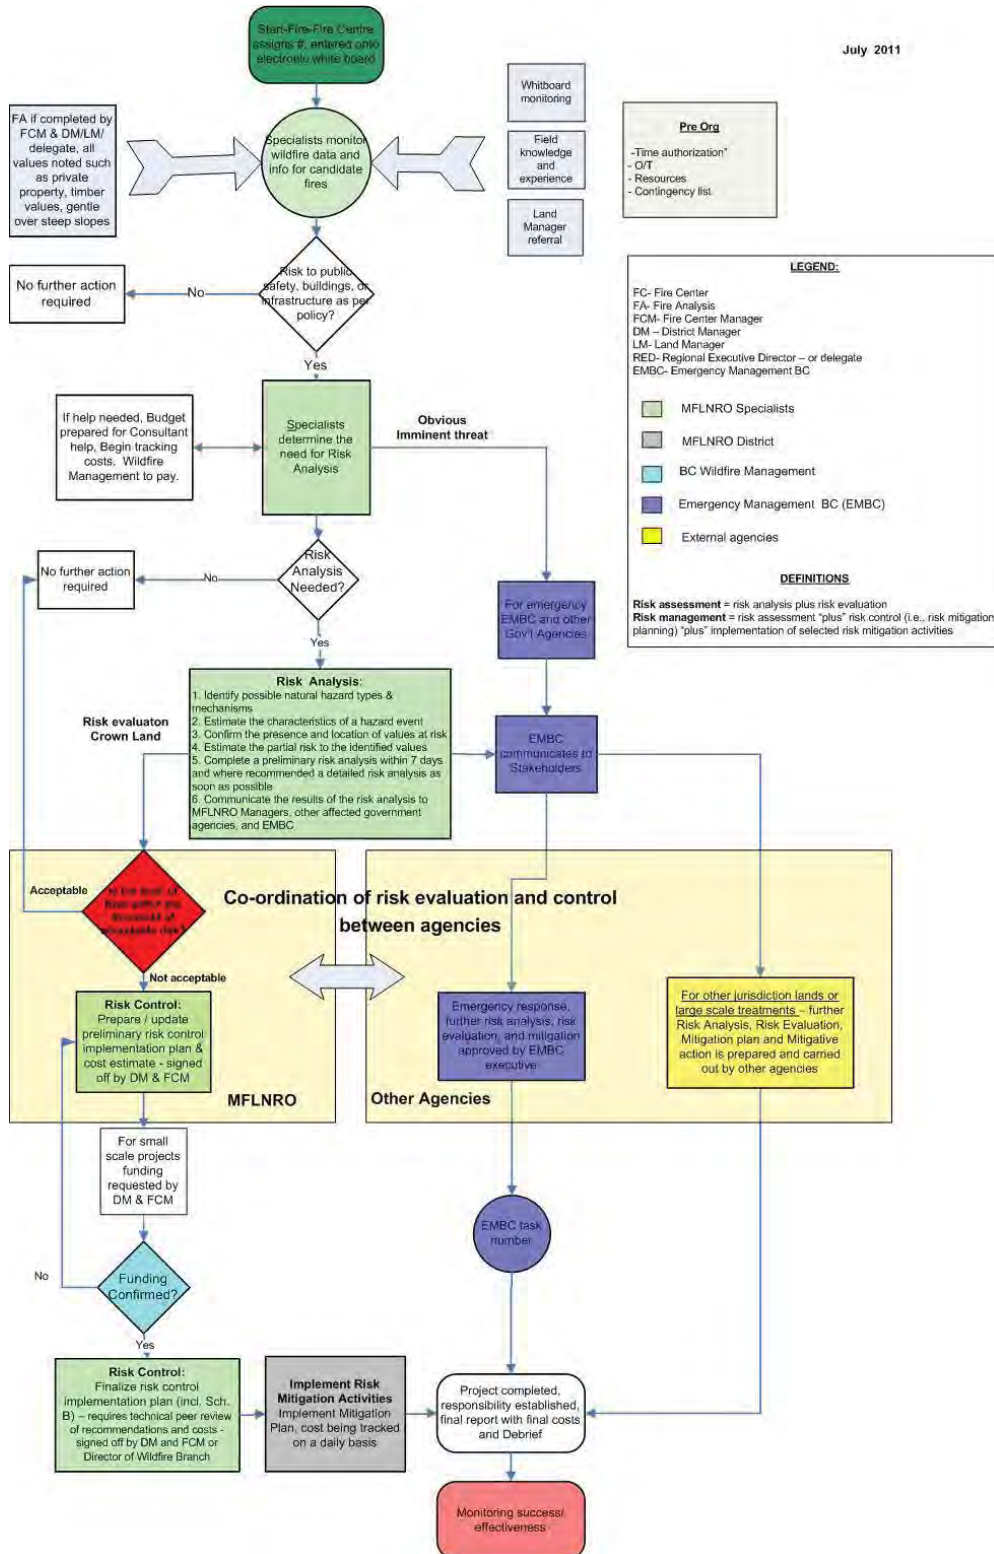 Start-Fire-Fire Centre
assigns #, entered onto
electronic white board
July 2011
FA if completed by
FCM & DM/LM/
delegate, all
values noted such
as private
property, timber
values, gentle
over steep slopes
Specialists monitor
wildfire data and
info for candidate
fires
Whitboard
monitoring
Field
knowledge
and
experience
Land
Manager
referral
Pre Org
-Time authorization"
- O/T
- Resources
- Contingency list
No further action
required
No
Risk to public
safety, buildings, or
infrastructure as per
policy?
Yes
LEGEND:
FC- Fire Center
FA- Fire Analysis
FCM- Fire Center Manager
DM – District Manager
LM- Land Manager
RED- Regional Executive Director – or delegate
EMBC- Emergency Management BC
MFLNRO Specialists
MFLNRO District
BC Wildfire Management
Emergency Management BC (EMBC)
External agencies
DEFINITIONS
Risk assessment = risk analysis plus risk evaluation
Risk management = risk assessment "plus" risk control (i.e., risk mitigation
planning) "plus" implementation of selected risk mitigation activities
If help needed, Budget
prepared for Consultant
help, Begin tracking
costs. Wildfire
Management to pay.
Specialists
determine the
need for Risk
Analysis
Obvious
Imminent threat
No further action
required
No
Risk
Analysis
Needed?
Yes
For emergency
EMBC and other
Gov't Agencies
Risk evaluaton
Crown Land
Risk Analysis:
1. Identify possible natural hazard types &
mechanisms
2. Estimate the characteristics of a hazard event
3. Confirm the presence and location of values at risk
4. Estimate the partial risk to the identified values
5. Complete a preliminary risk analysis within 7 days
and where recommended a detailed risk analysis as
soon as possible
6. Communicate the results of the risk analysis to
MFLNRO Managers, other affected government
agencies, and EMBC
EMBC
communicates to
Stakeholders
Acceptable
Is the level of
threshold of
acceptable risk?
Not acceptable
Co-ordination of risk evaluation and control
between agencies
Risk Control:
Prepare / update
preliminary risk control
implementation plan &
cost estimate - signed
off by DM & FCM
MFLNRO
Emergency response,
further risk analysis, risk
evaluation, and mitigation
approved by EMBC
executive
Other Agencies
For other jurisdiction lands or
large scale treatments – further
Risk Analysis, Risk Evaluation,
Mitigation plan and Mitigative
action is prepared and carried
out by other agencies
For small
scale projects
funding
requested by
DM & FCM
EMBC task
number
No
Funding
Confirmed?
Yes
Risk Control:
Finalize risk control
implementation plan (incl. Sch.
B) – requires technical peer review
of recommendations and costs -
signed off by DM and FCM or
Director of Wildfire Branch
Implement Risk
Mitigation Activities
Implement Mitigation
Plan, cost being tracked
on a daily basis
Project completed,
responsibility established,
final report with final costs
and Debrief
Monitoring success/
effectiveness